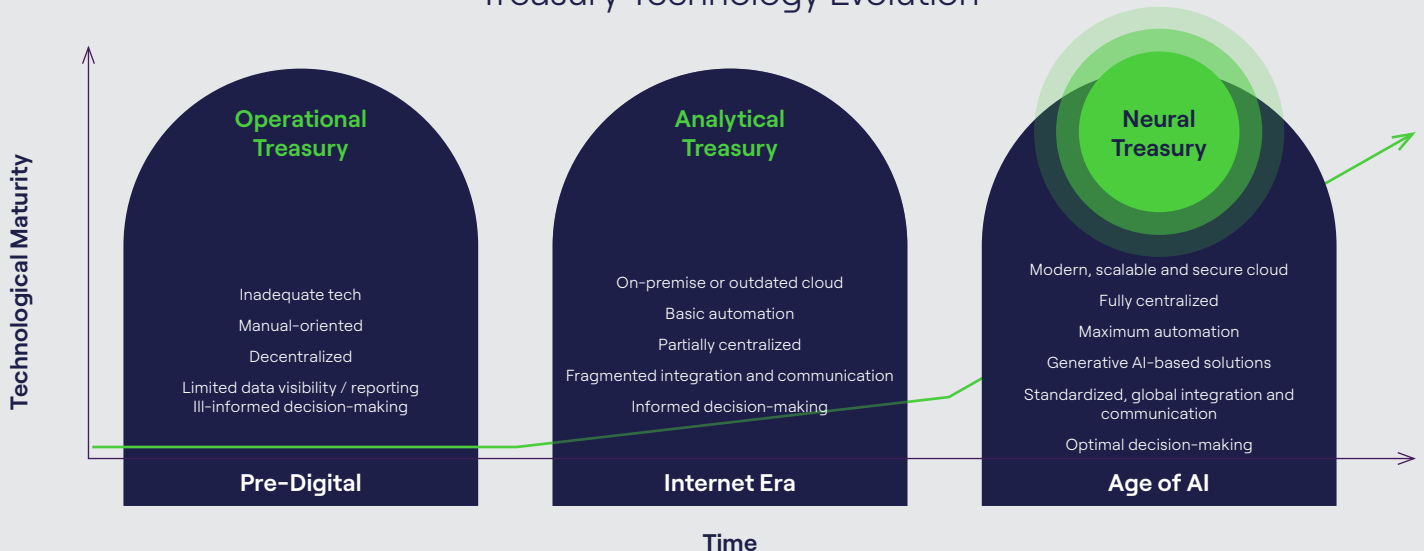 Treasury Technology Evolution
Technological Maturity
Operational
Treasury
Inadequate tech
Manual-oriented
Decentralized
Limited data visibility / reporting
Ill-informed decision-making
Pre-Digital
Analytical
Treasury
On-premise or outdated cloud
Basic automation
Partially centralized
Fragmented integration and communication
Informed decision-making
Internet Era
Neural
Treasury
Modern, scalable and secure cloud
Fully centralized
Maximum automation
Generative AI-based solutions
Standardized, global integration and
communication
Optimal decision-making
Age of AI
Time